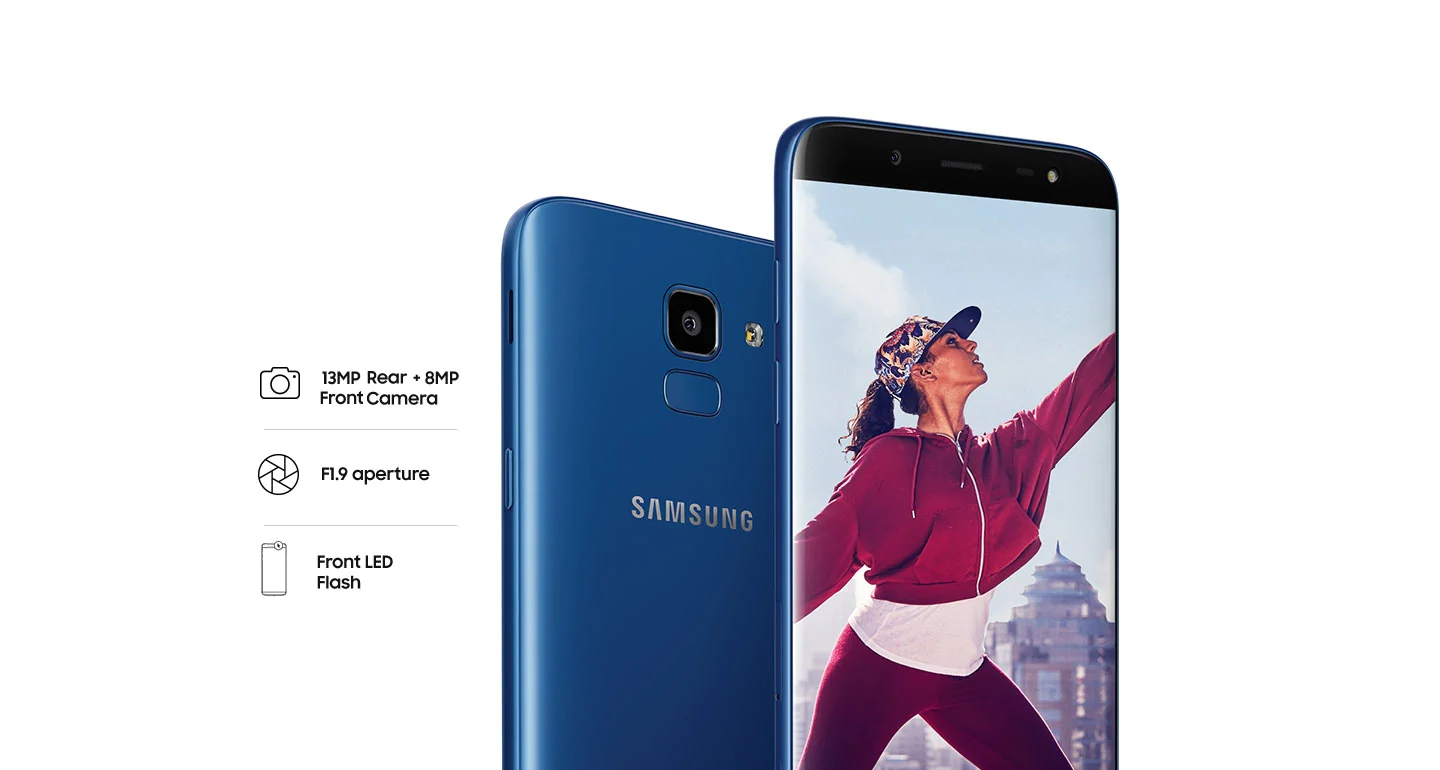 13MP Rear + 8MP
Front Camera
F1.9 aperture
Front LED
Flash
SAMSUNG